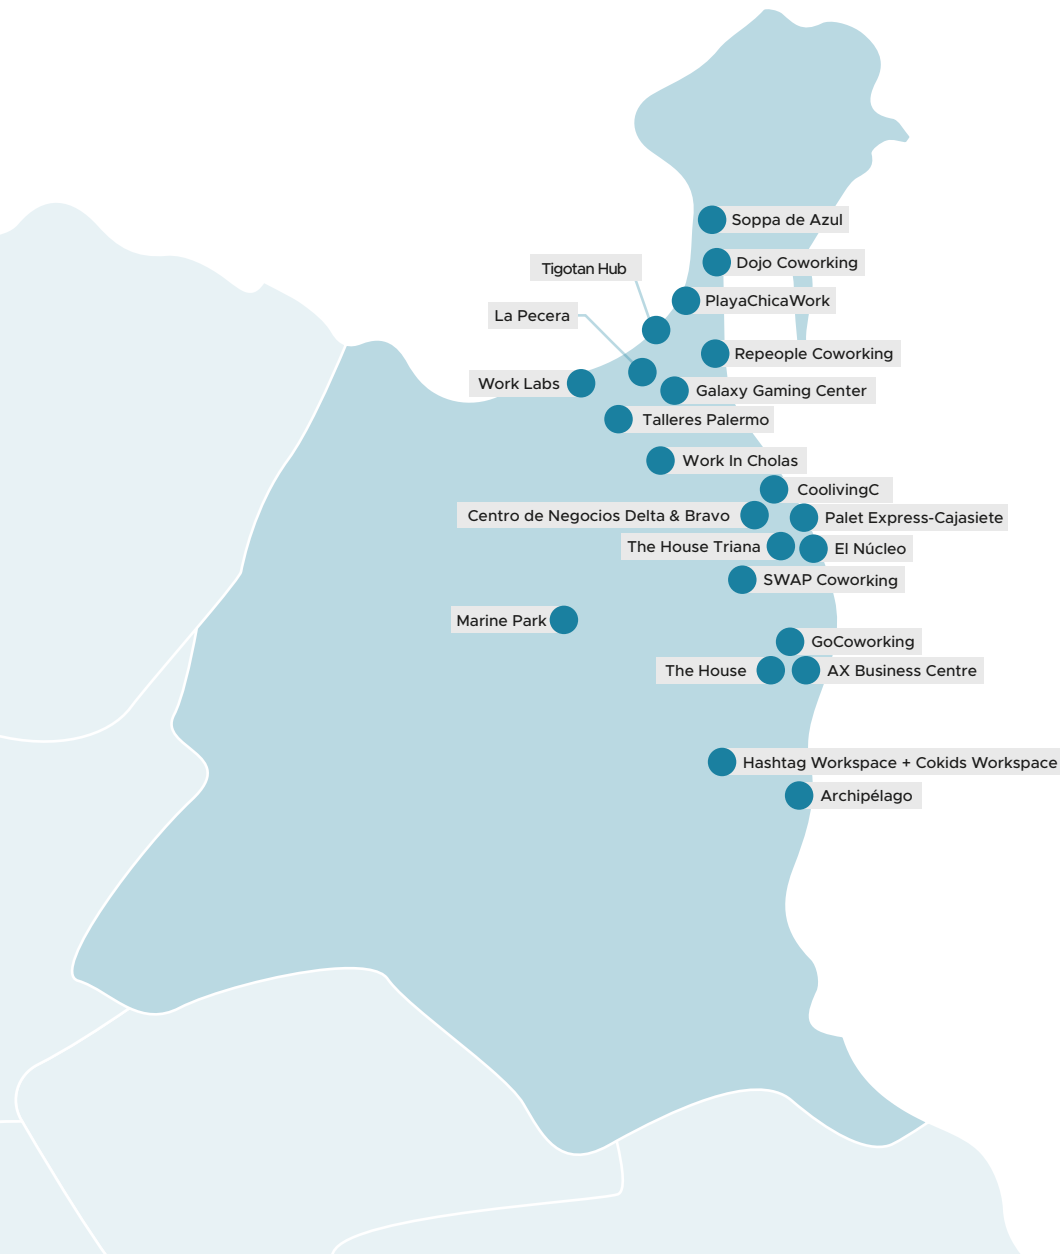 Soppa de Azul
Dojo Coworking
Tigotan Hub
PlayaChicaWork
La Pecera
Repeople Coworking
Work Labs
Galaxy Gaming Center
Talleres Palermo
Work In Cholas
CoolivingC
Centro de Negocios Delta & Bravo
Palet Express-Cajasiete
The House Triana
El Núcleo
SWAP Coworking
Marine Park
GoCoworking
The House
AX Business Centre
Hashtag Workspace + Cokids Workspace
Archipélago